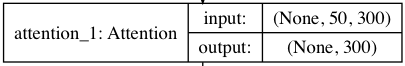 attention_1: Attention
input: (None, 50, 300)
output: (None, 300)